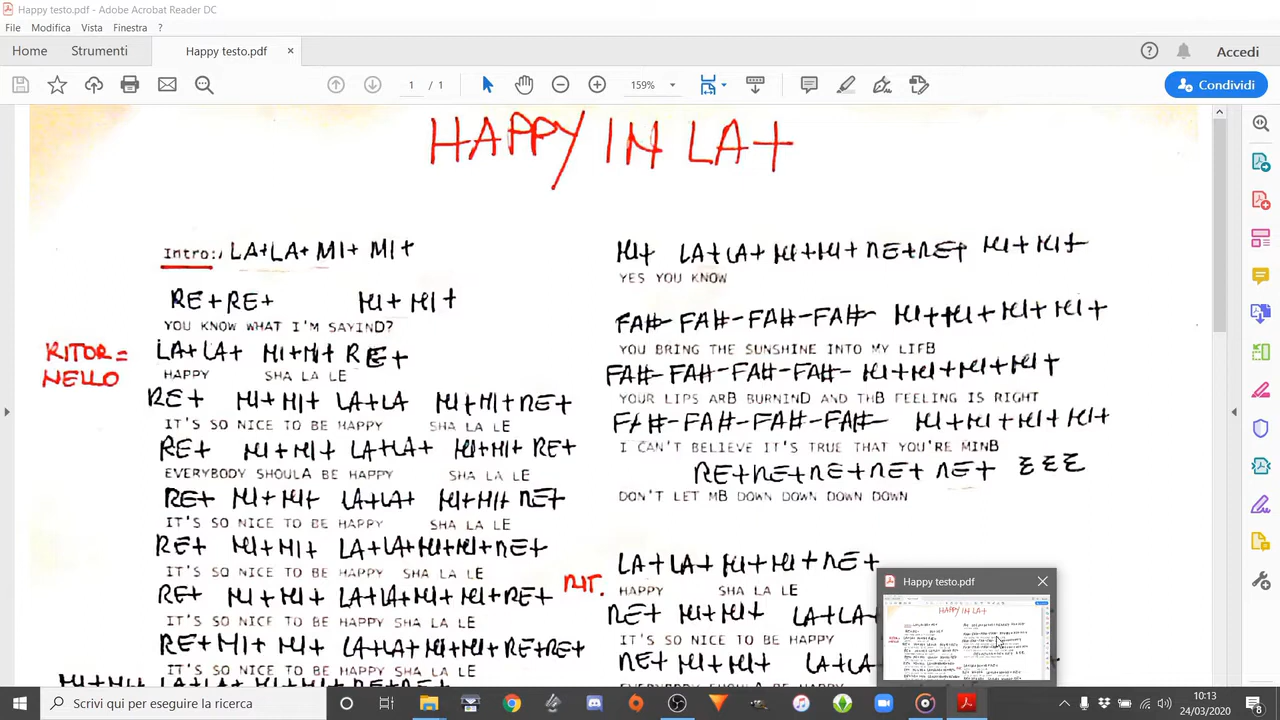 Happy testo.pdf - Adobe Acrobat Reader DC
File Modifica Vista Finestra ?
Home Strumenti Happy testo.pdf × Accedi
1 / 1 159% Condividi
HAPPY IN LA+
Intro: LA+LA+ MI+ MI+
RE+RE+ MI+ MI+
YOU KNOW WHAT I'M SAYIND?
RITOR=
NELLO
LA+LA+ MI+MI+ RE+
HAPPY SHA LA LE
RE+ MI+MI+ LA+LA MI+MI+RE+
IT'S SO NICE TO BE HAPPY SHA LA LE
RE+ MI+MI+ LA+LA+ MI+MI+ RE+
EVERYBODY SHOULA BE HAPPY SHA LA LE
RE+ MI+MI+ LA+LA+ MI+MI+ RE+
IT'S SO NICE TO BE HAPPY SHA LA LE
RE+ MI+MI+ LA+LA+MI+MI+RE+
IT'S SO NICE TO BE HAPPY SHA LA LE
RE+ MI+MI+ LA+LA+MI+MI+RE+
IT'S SO NICE TO BE HAPPY SHA LA LE
RE+MI+MI+ LA+LA+MI+MI+RE+RE+
IT'S SO NICE TO BE HAPPY SHA LA LE
MI+ LA+LA+ MI+MI+ RE+RE+ MI+MI+
YES YOU KNOW
FA#- FA#- FA#- FA#- MI+MI+MI+MI+
YOU BRING THE SUNSHINE INTO MY LIFB
FA#- FA#- FA#- FA#- MI+MI+MI+MI+
YOUR LIPS ARB BURNIND AND THB FEELING IS RIGHT
FA#- FA#- FA#- FA#- MI+MI+MI+MI+
I CAN'T BELIEVE IT'S TRUE THAT YOU'RE MINB
RE+RE+RE+RE+ RE+
DON'T LET MB DOWN DOWN DOWN DOWN
RIT.
LA+LA+ MI+MI+RE+
HAPPY SHA LA LE
RE+ MI+MI+ LA+LA
IT'S SO NICE TO BE HAPPY
RE+MI+MI+ LA+LA
Happy testo.pdf
HAPPY IN LA+
Scrivi qui per eseguire la ricerca
10:13
24/03/2020
8